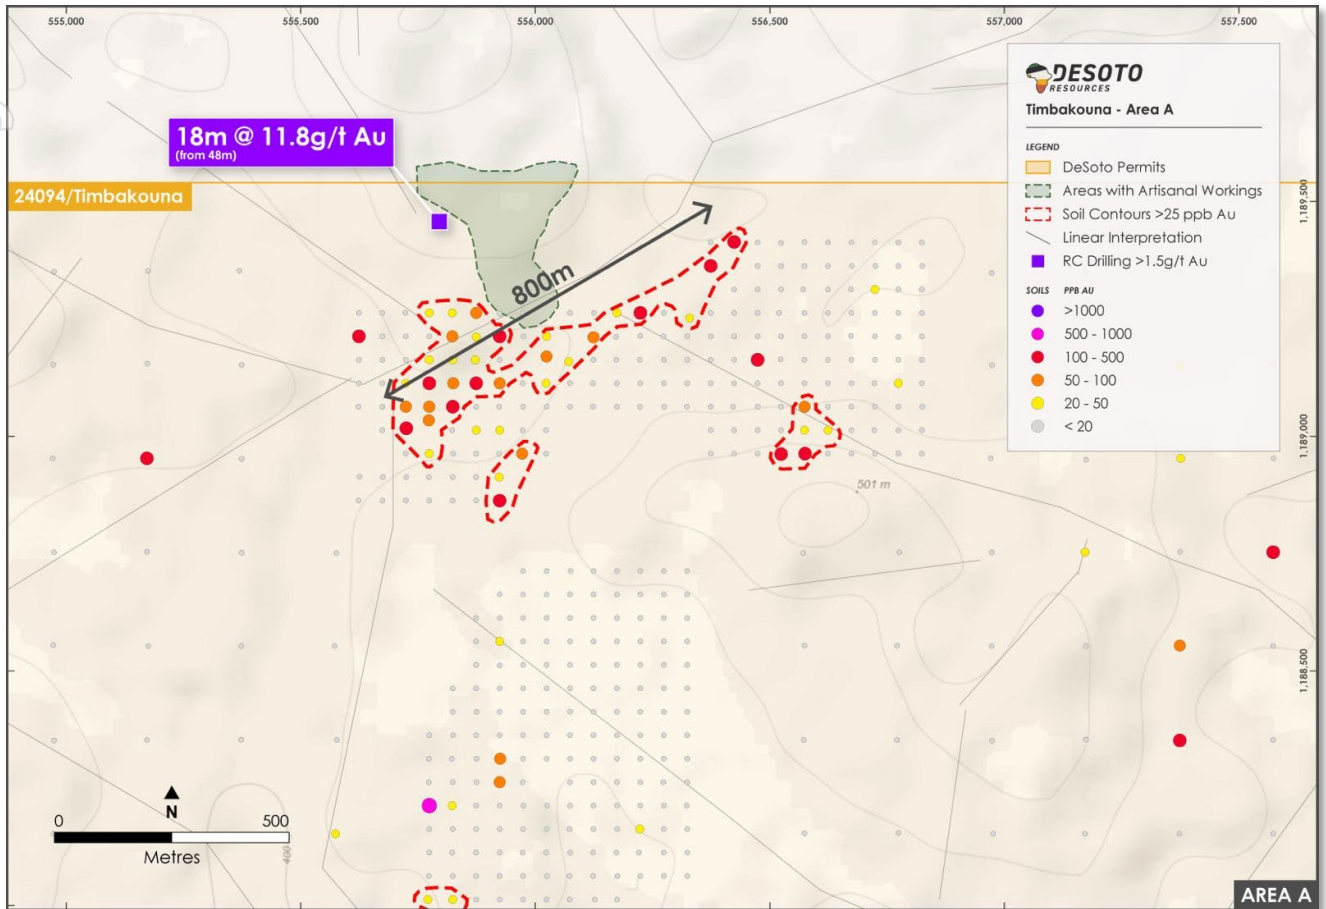 555,000 555,500 556,000 556,500 557,000 557,500
DESOTO
RESOURCES
Timbakouna - Area A
LEGEND
DeSoto Permits
Areas with Artisanal Workings
Soil Contours >25 ppb Au
Linear Interpretation
RC Drilling >1.5g/t Au
SOILS PPB AU
>1000
500 - 1000
100 - 500
50 - 100
20 - 50
< 20
18m @ 11.8g/t Au
(from 48m)
24094/Timbakouna
1,189,500
800m
1,189,000
501 m
1,188,500
N
0 500
Metres
400
AREA A